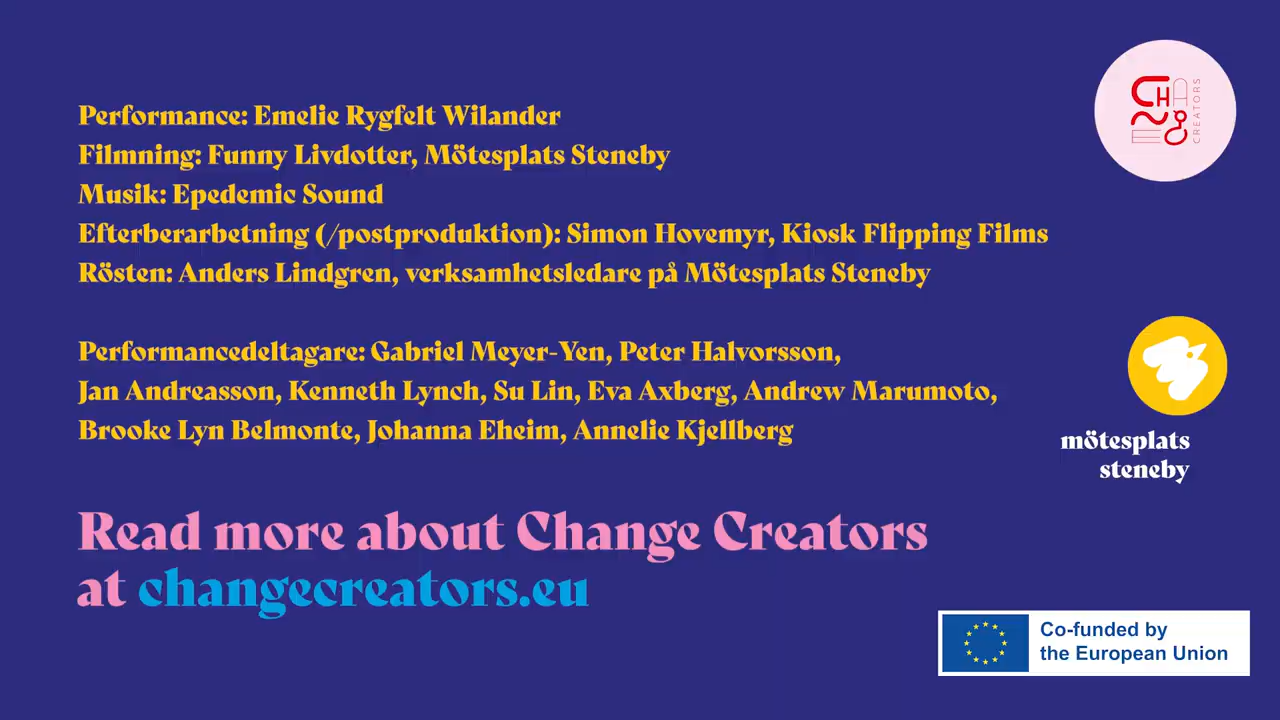 Performance: Emelie Rygfelt Wilander
Filmning: Funny Livdotter, Mötesplats Steneby
Musik: Epedemic Sound
Efterberarbetning (/postproduktion): Simon Hovemyr, Kiosk Flipping Films
Rösten: Anders Lindgren, verksamhetsledare på Mötesplats Steneby
Performancedeltagare: Gabriel Meyer-Yen, Peter Halvorsson,
Jan Andreasson, Kenneth Lynch, Su Lin, Eva Axberg, Andrew Marumoto,
Brooke Lyn Belmonte, Johanna Eheim, Annelie Kjellberg
Read more about Change Creators
at changecreators.eu
CHA
NgE
CREATORS
mötesplats
steneby
Co-funded by
the European Union